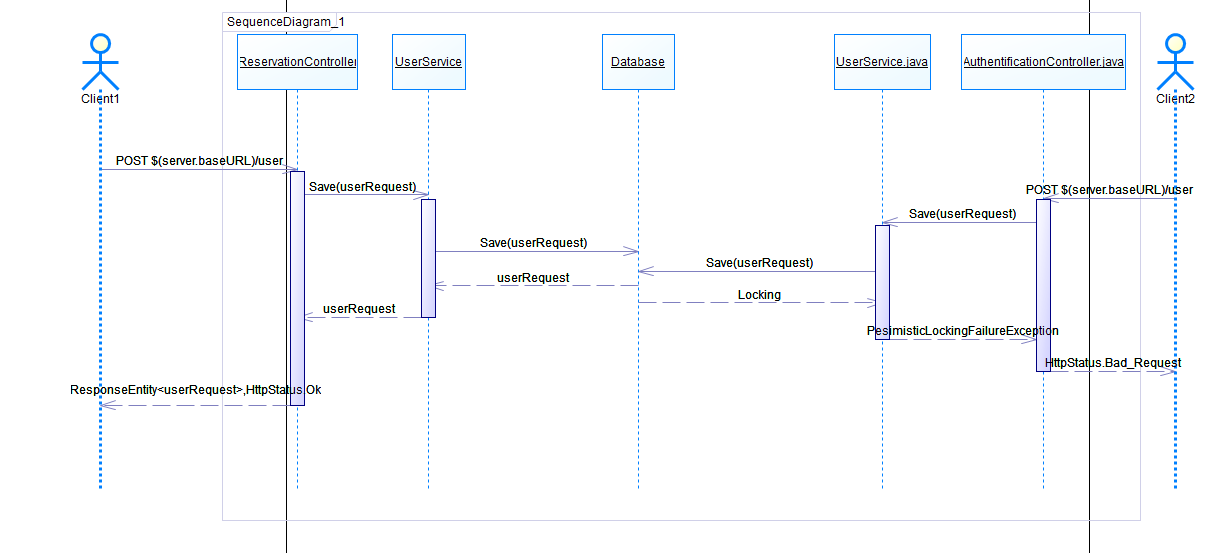 SequenceDiagram_1
ReservationController
UserService
Database
UserService.java
AuthentificationController.java
Client1
Client2
POST $(server.baseURL)/user
Save(userRequest)
POST $(server.baseURL)/user
Save(userRequest)
Save(userRequest)
Save(userRequest)
userRequest
Locking
userRequest
PesimisticLockingFailureException
HttpStatus.Bad_Request
ResponseEntity<userRequest>,HttpStatus.Ok